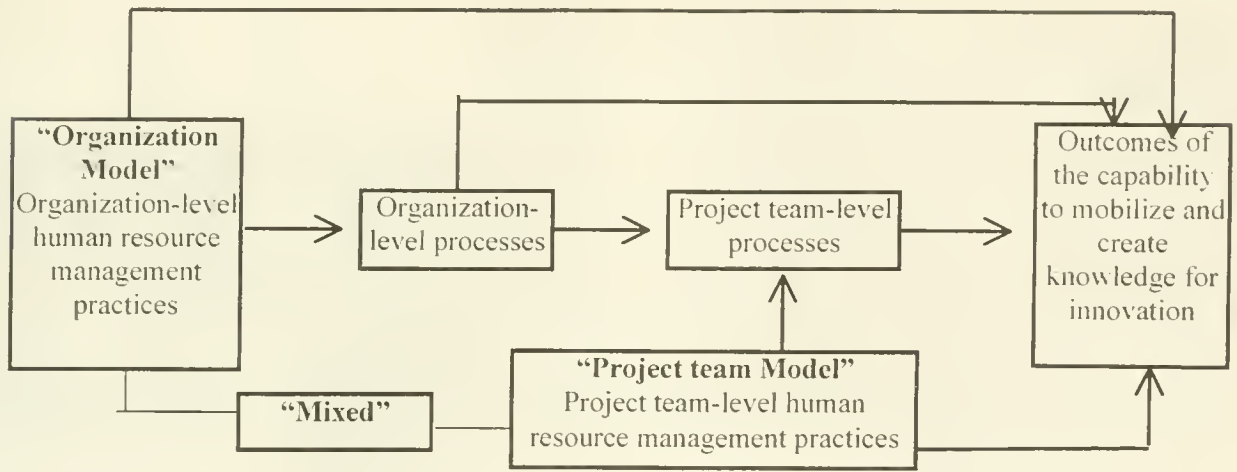 “Organization
Model”
Organization-level
human resource
management
practices
Organization-
level processes
Project team-level
processes
Outcomes of
the capability
to mobilize and
create
knowledge for
innovation
“Mixed”
“Project team Model”
Project team-level human
resource management practices